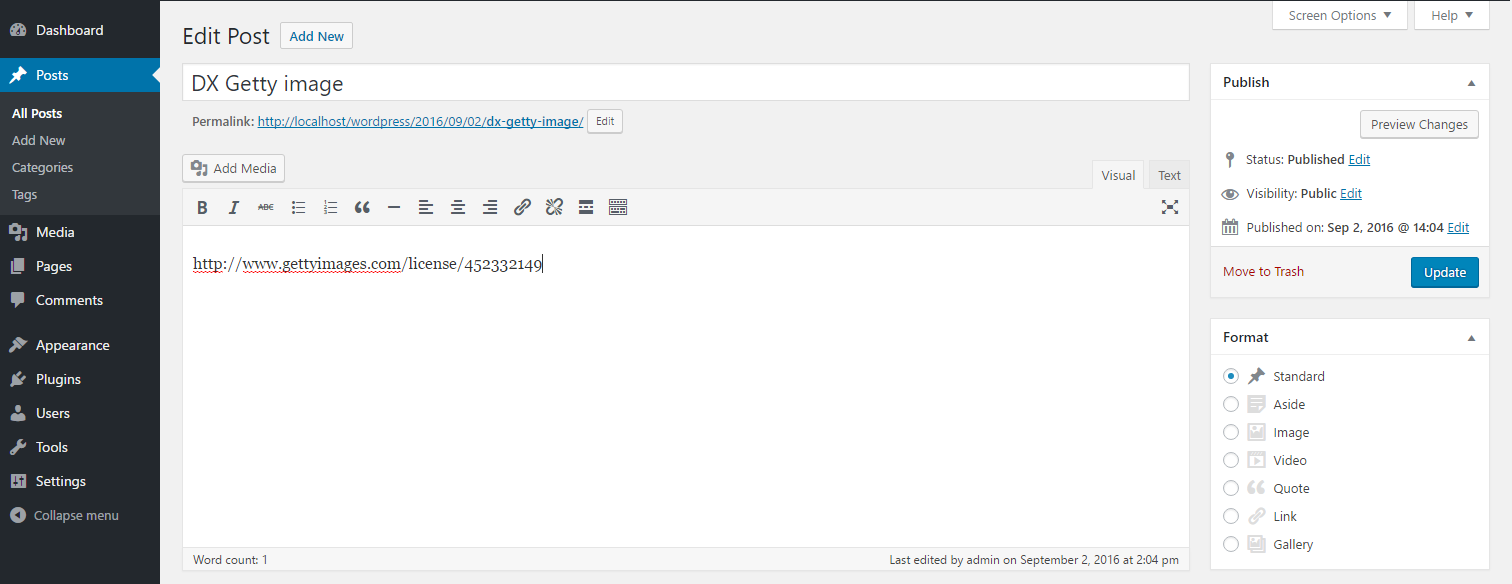 Dashboard
Posts
All Posts
Add New
Categories
Tags
Media
Pages
Comments
Appearance
Plugins
Users
Tools
Settings
Collapse menu
Screen Options ▼
Help ▼
Edit Post Add New
DX Getty image
Permalink: http://localhost/wordpress/2016/09/02/dx-getty-image/ Edit
Add Media
Visual Text
B I ABC
http://www.gettyimages.com/license/452332149
Word count: 1
Last edited by admin on September 2, 2016 at 2:04 pm
Publish
Preview Changes
Status: Published Edit
Visibility: Public Edit
Published on: Sep 2, 2016 @ 14:04 Edit
Move to Trash
Update
Format
Standard
Aside
Image
Video
Quote
Link
Gallery